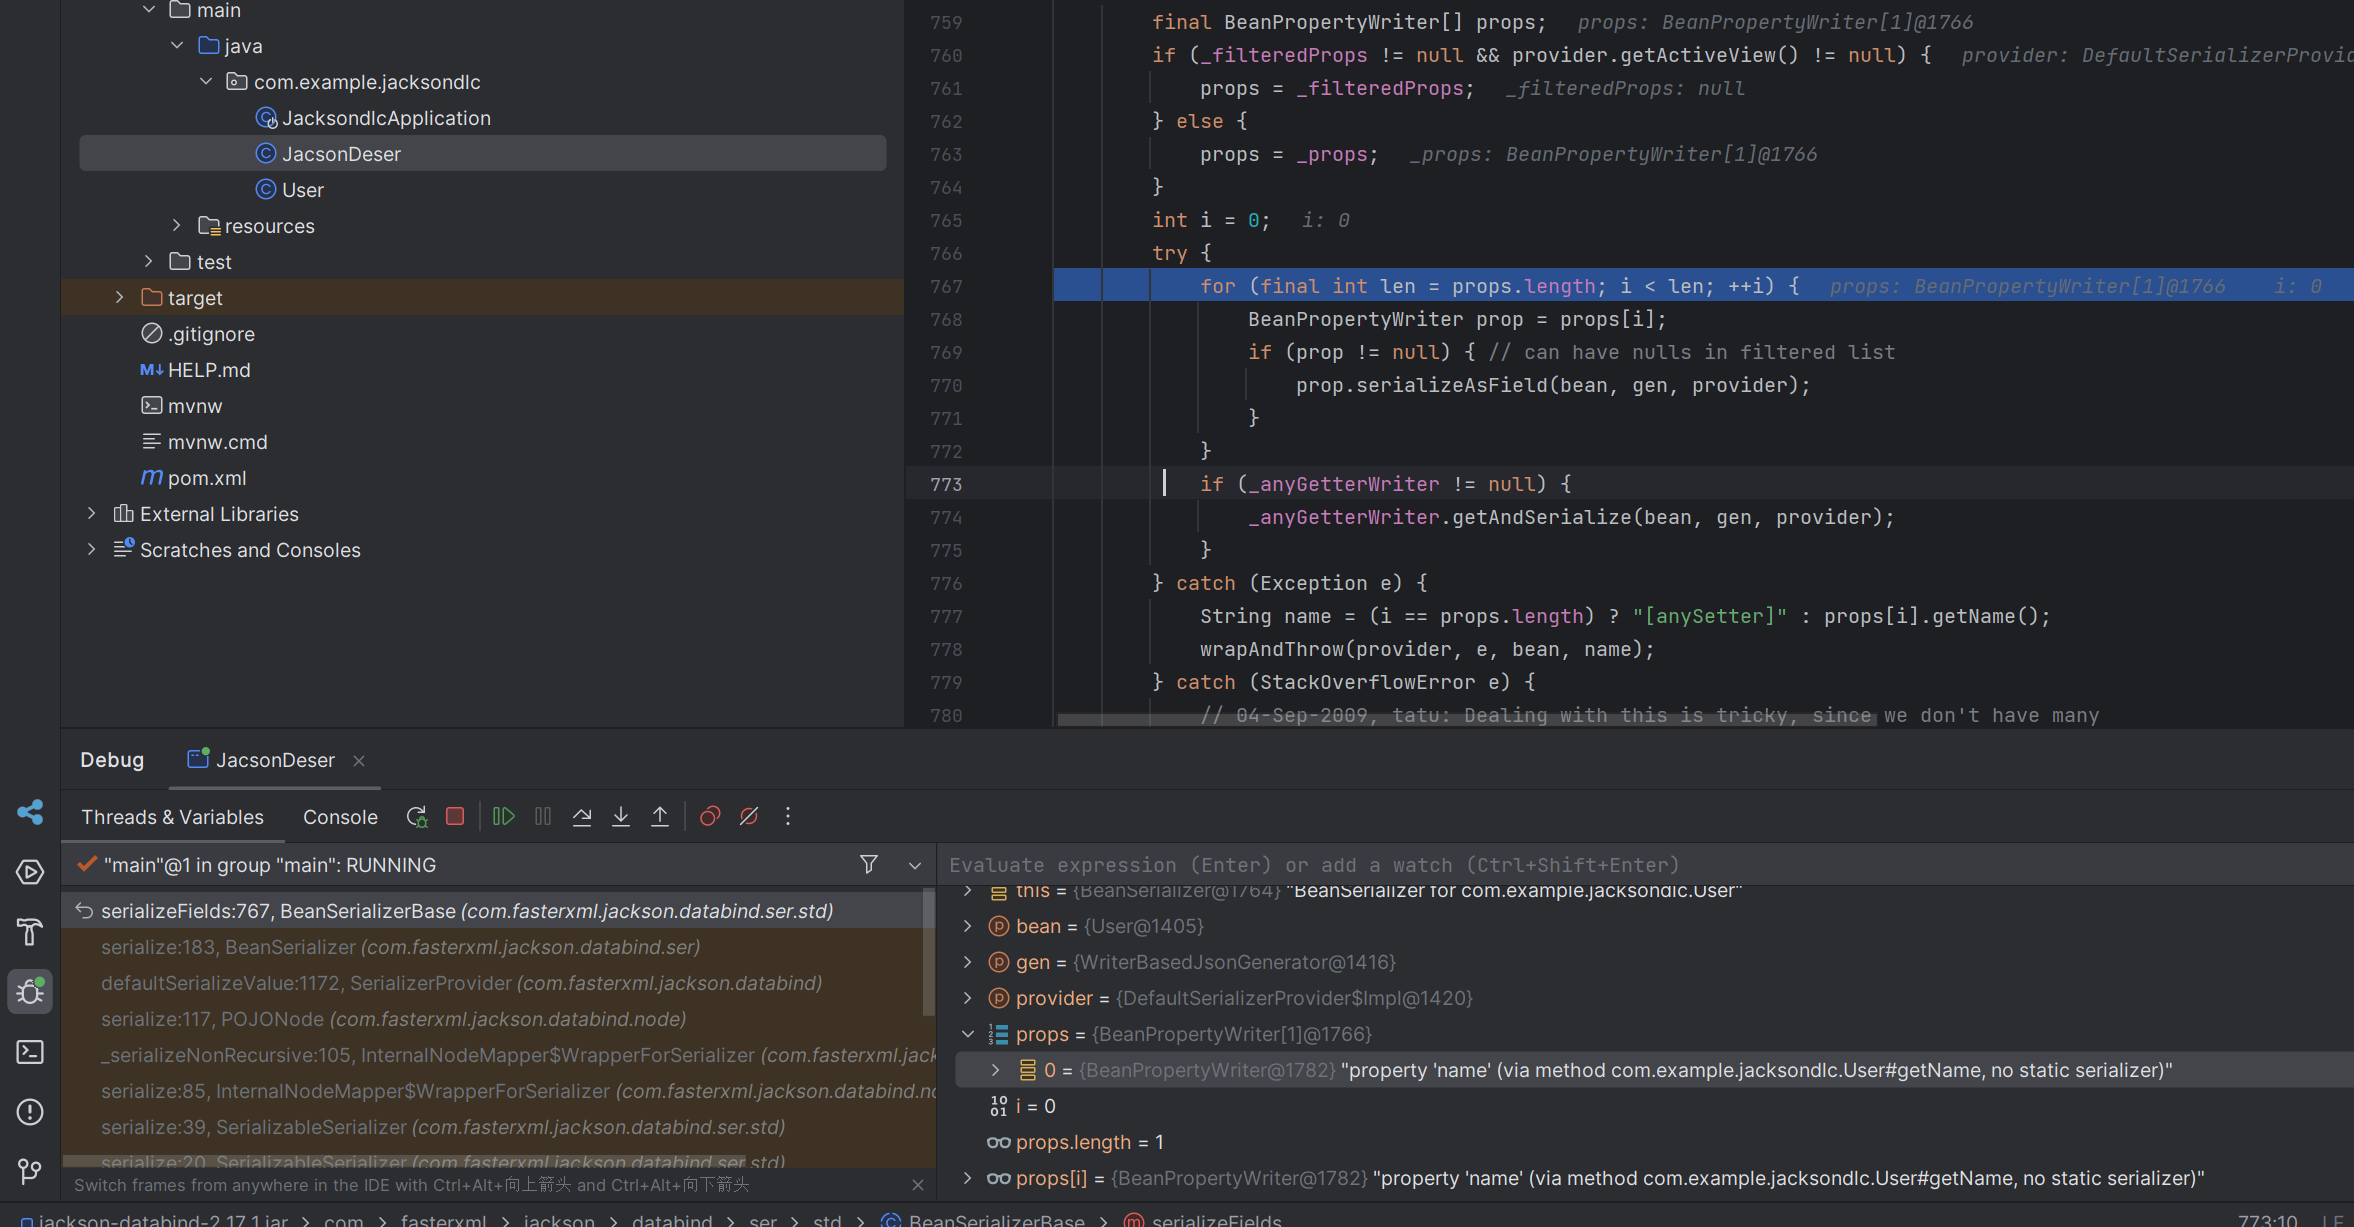 main
java
com.example.jacksondlc
JacksondlcApplication
JacsonDeser
User
resources
test
target
.gitignore
HELP.md
mvnw
mvnw.cmd
pom.xml
External Libraries
Scratches and Consoles
759 final BeanPropertyWriter[] props; props: BeanPropertyWriter[1]@1766
760 if (_filteredProps != null && provider.getActiveView() != null) { provider: DefaultSerializerProvid
761 props = _filteredProps; _filteredProps: null
762 } else {
763 props = _props; _props: BeanPropertyWriter[1]@1766
764 }
765 int i = 0; i: 0
766 try {
767 for (final int len = props.length; i < len; ++i) { props: BeanPropertyWriter[1]@1766 i: 0
768 BeanPropertyWriter prop = props[i];
769 if (prop != null) { // can have nulls in filtered list
770 prop.serializeAsField(bean, gen, provider);
771 }
772 }
773 if (_anyGetterWriter != null) {
774 _anyGetterWriter.getAndSerialize(bean, gen, provider);
775 }
776 } catch (Exception e) {
777 String name = (i == props.length) ? "[anySetter]" : props[i].getName();
778 wrapAndThrow(provider, e, bean, name);
779 } catch (StackOverflowError e) {
780 // 04-Sep-2009, tatu: Dealing with this is tricky, since we don't have many
Debug JacsonDeser
Threads & Variables Console
"main"@1 in group "main": RUNNING
serializeFields:767, BeanSerializerBase (com.fasterxml.jackson.databind.ser.std)
serialize:183, BeanSerializer (com.fasterxml.jackson.databind.ser)
defaultSerializeValue:1172, SerializerProvider (com.fasterxml.jackson.databind)
serialize:117, POJONode (com.fasterxml.jackson.databind.node)
_serializeNonRecursive:105, InternalNodeMapper$WrapperForSerializer (com.fasterxml.jack
serialize:85, InternalNodeMapper$WrapperForSerializer (com.fasterxml.jackson.databind.no
serialize:39, SerializableSerializer (com.fasterxml.jackson.databind.ser.std)
serialize:20, SerializableSerializer (com.fasterxml.jackson.databind.ser.std)
Switch frames from anywhere in the IDE with Ctrl+Alt+向上箭头 and Ctrl+Alt+向下箭头
Evaluate expression (Enter) or add a watch (Ctrl+Shift+Enter)
this = {BeanSerializer@1764} "BeanSerializer for com.example.jacksondlc.User"
bean = {User@1405}
gen = {WriterBasedJsonGenerator@1416}
provider = {DefaultSerializerProvider$Impl@1420}
props = {BeanPropertyWriter[1]@1766}
0 = {BeanPropertyWriter@1782} "property 'name' (via method com.example.jacksondlc.User#getName, no static serializer)"
i = 0
props.length = 1
props[i] = {BeanPropertyWriter@1782} "property 'name' (via method com.example.jacksondlc.User#getName, no static serializer)"
jackson-databind-2.17.1.jar > com > fasterxml > jackson > databind > ser > std > BeanSerializerBase > serializeFields 773:10 LF